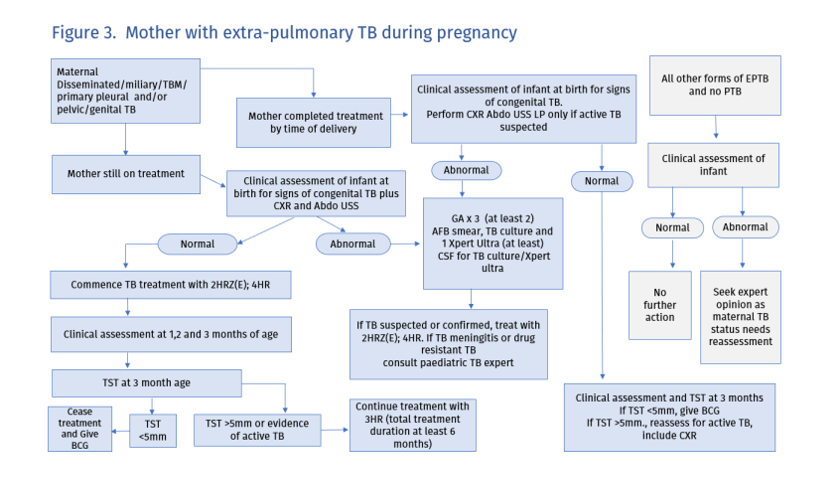 Figure 3. Mother with extra-pulmonary TB during pregnancy
Maternal
Disseminated/miliary/TBM/
primary pleural and/or
pelvic/genital TB
Mother completed treatment
by time of delivery
Clinical assessment of infant at birth for signs
of congenital TB.
Perform CXR Abdo USS LP only if active TB
suspected
All other forms of EPTB
and no PTB
Mother still on treatment
Clinical assessment of infant at
birth for signs of congenital TB plus
CXR and Abdo USS
Abnormal
Normal
Clinical assessment of
infant
Normal
Abnormal
GA x 3 (at least 2)
AFB smear, TB culture and
1 Xpert Ultra (at least)
CSF for TB culture/Xpert
ultra
Normal
Abnormal
Commence TB treatment with 2HRZ(E); 4HR
No
further
action
Seek expert
opinion as
maternal TB
status needs
reassessment
Clinical assessment at 1,2 and 3 months of age
If TB suspected or confirmed, treat with
2HRZ(E); 4HR. If TB meningitis or drug
resistant TB
consult paediatric TB expert
TST at 3 month age
Cease
treatment
and Give
BCG
TST
<5mm
TST >5mm or evidence
of active TB
Continue treatment with
3HR (total treatment
duration at least 6
months)
Clinical assessment and TST at 3 months
If TST <5mm, give BCG
If TST >5mm., reassess for active TB,
include CXR